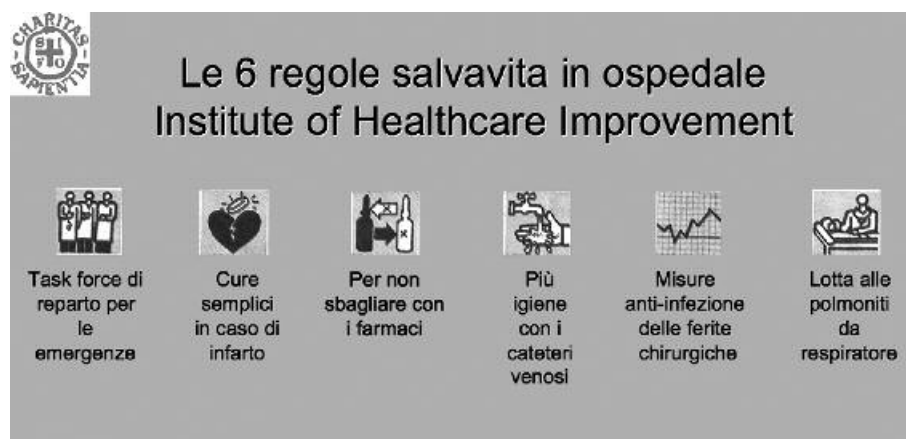 CHARITAS
SIFO
SAPIENTIA
Le 6 regole salvavita in ospedale
Institute of Healthcare Improvement
Task force di
reparto per
le
emergenze
Cure
semplici
in caso di
infarto
Per non
sbagliare con
i farmaci
Più
igiene
con i
cateteri
venosi
Misure
anti-infezione
delle ferite
chirurgiche
Lotta alle
polmoniti
da
respiratore